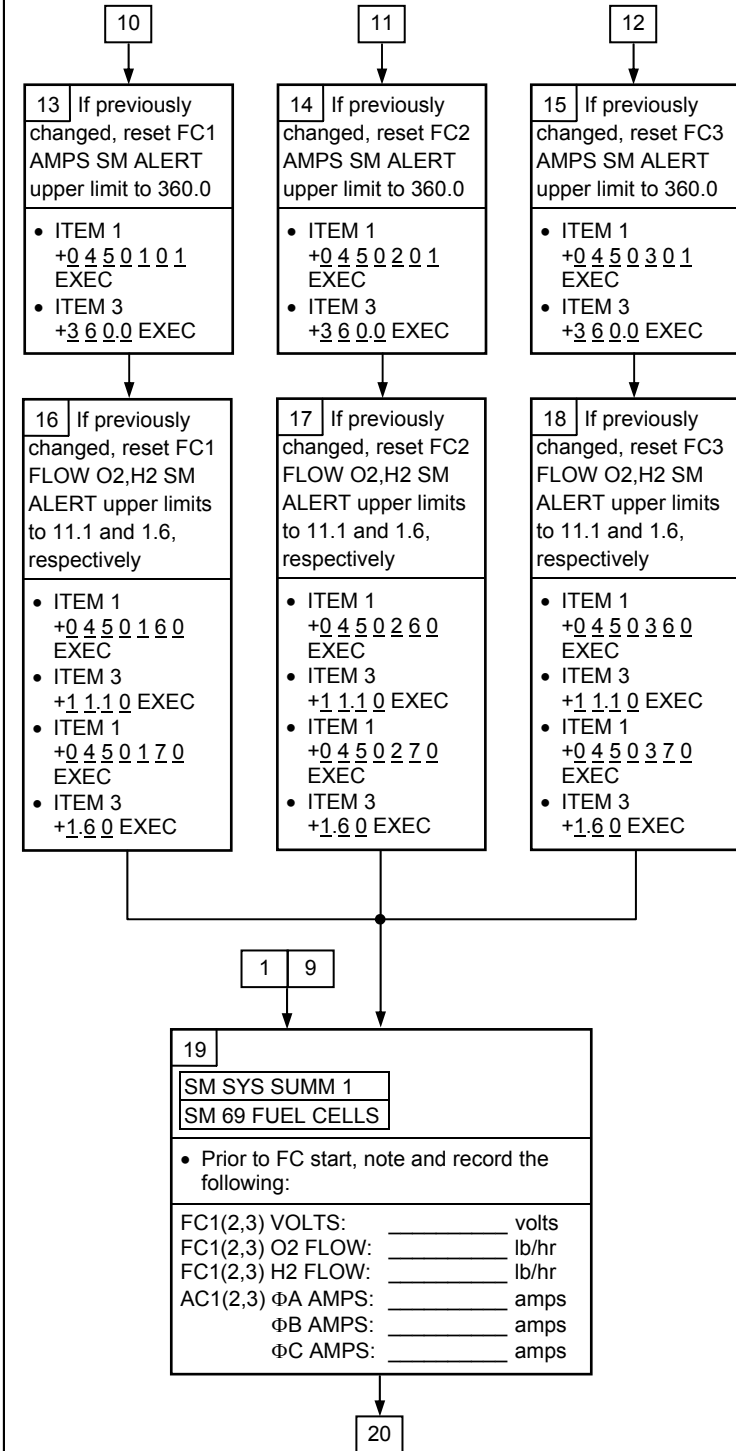 10
11
12
13 If previously
changed, reset FC1
AMPS SM ALERT
upper limit to 360.0
• ITEM 1
+0 4 5 0 1 0 1
EXEC
• ITEM 3
+3 6 0.0 EXEC
14 If previously
changed, reset FC2
AMPS SM ALERT
upper limit to 360.0
• ITEM 1
+0 4 5 0 2 0 1
EXEC
• ITEM 3
+3 6 0.0 EXEC
15 If previously
changed, reset FC3
AMPS SM ALERT
upper limit to 360.0
• ITEM 1
+0 4 5 0 3 0 1
EXEC
• ITEM 3
+3 6 0.0 EXEC
16 If previously
changed, reset FC1
FLOW O2,H2 SM
ALERT upper limits
to 11.1 and 1.6,
respectively
• ITEM 1
+0 4 5 0 1 6 0
EXEC
• ITEM 3
+1 1.1 0 EXEC
• ITEM 1
+0 4 5 0 1 7 0
EXEC
• ITEM 3
+1.6 0 EXEC
17 If previously
changed, reset FC2
FLOW O2,H2 SM
ALERT upper limits
to 11.1 and 1.6,
respectively
• ITEM 1
+0 4 5 0 2 6 0
EXEC
• ITEM 3
+1 1.1 0 EXEC
• ITEM 1
+0 4 5 0 2 7 0
EXEC
• ITEM 3
+1.6 0 EXEC
18 If previously
changed, reset FC3
FLOW O2,H2 SM
ALERT upper limits
to 11.1 and 1.6,
respectively
• ITEM 1
+0 4 5 0 3 6 0
EXEC
• ITEM 3
+1 1.1 0 EXEC
• ITEM 1
+0 4 5 0 3 7 0
EXEC
• ITEM 3
+1.6 0 EXEC
1 9
19
SM SYS SUMM 1
SM 69 FUEL CELLS
• Prior to FC start, note and record the
following:
FC1(2,3) VOLTS: __________ volts
FC1(2,3) O2 FLOW: __________ lb/hr
FC1(2,3) H2 FLOW: __________ lb/hr
AC1(2,3) ΦA AMPS: __________ amps
ΦB AMPS: __________ amps
ΦC AMPS: __________ amps
20